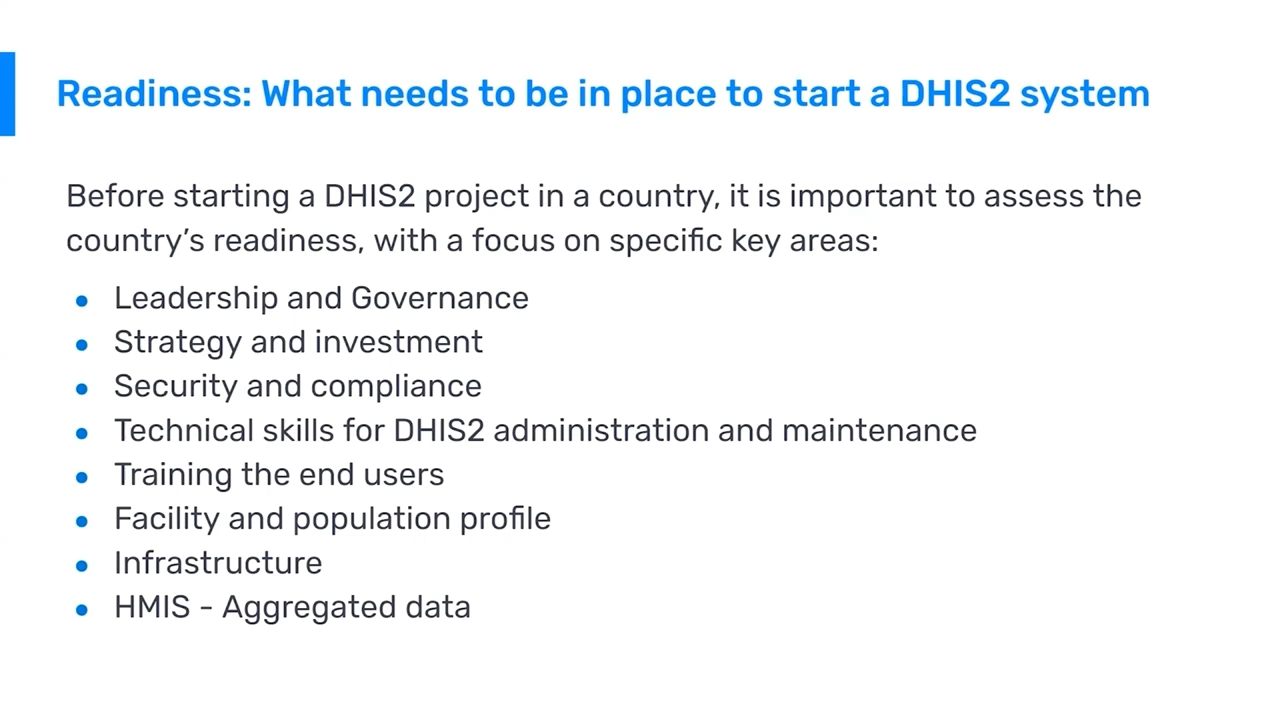 Readiness: What needs to be in place to start a DHIS2 system
Before starting a DHIS2 project in a country, it is important to assess the
country’s readiness, with a focus on specific key areas:
● Leadership and Governance
● Strategy and investment
● Security and compliance
● Technical skills for DHIS2 administration and maintenance
● Training the end users
● Facility and population profile
● Infrastructure
● HMIS - Aggregated data